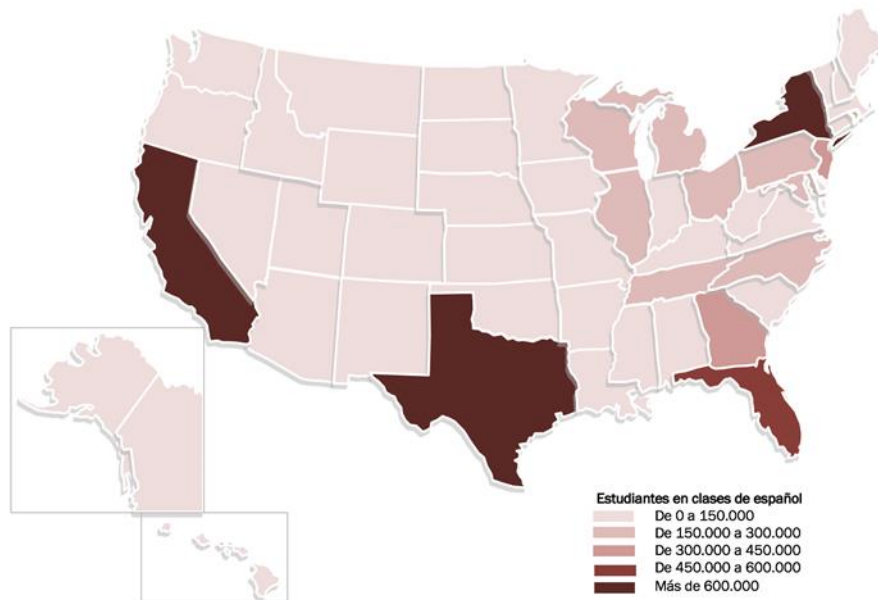 Estudiantes en clases de español
De 0 a 150.000
De 150.000 a 300.000
De 300.000 a 450.000
De 450.000 a 600.000
Más de 600.000